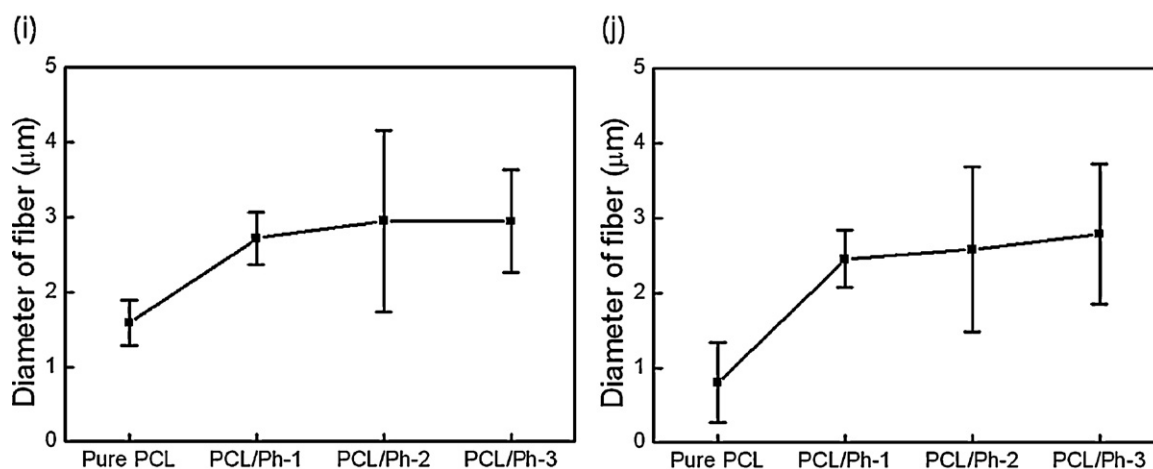 (i)
Diameter of fiber (μm)
5
4
3
2
1
0
Pure PCL PCL/Ph-1 PCL/Ph-2 PCL/Ph-3
(j)
Diameter of fiber (μm)
5
4
3
2
1
0
Pure PCL PCL/Ph-1 PCL/Ph-2 PCL/Ph-3